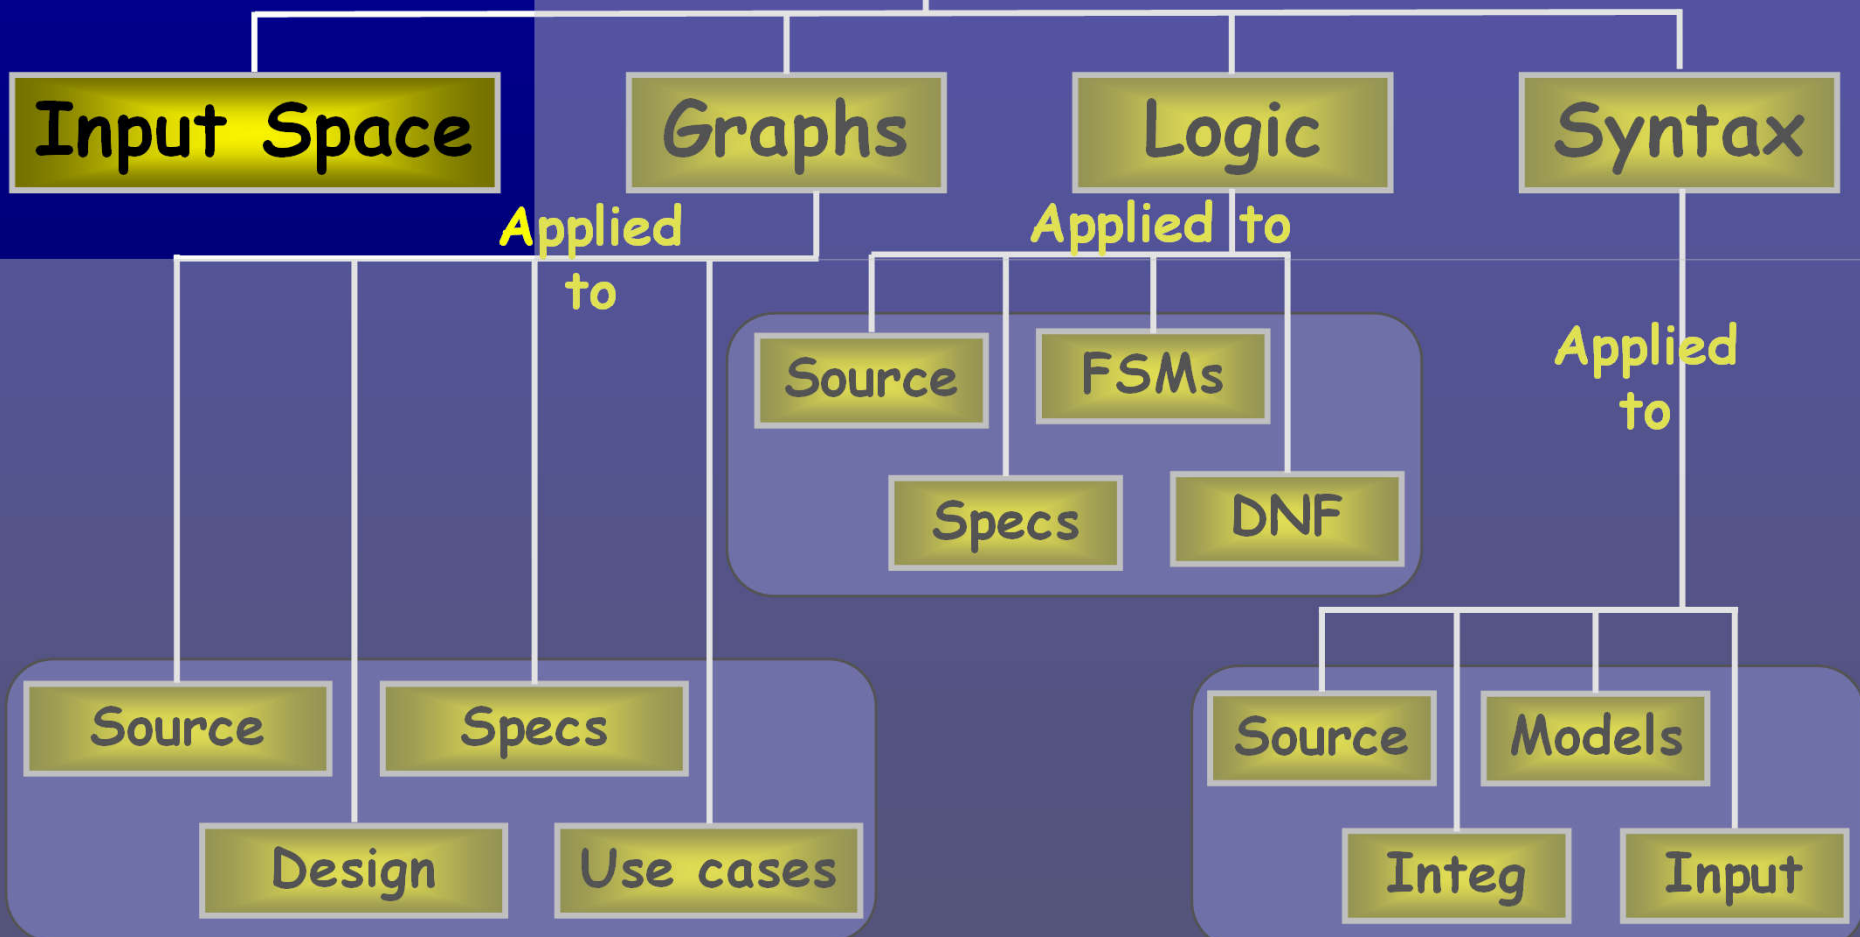 Input Space
Graphs
Logic
Syntax
Applied
to
Applied to
Applied
to
Source
FSMs
Specs
DNF
Source
Specs
Design
Use cases
Source
Models
Integ
Input